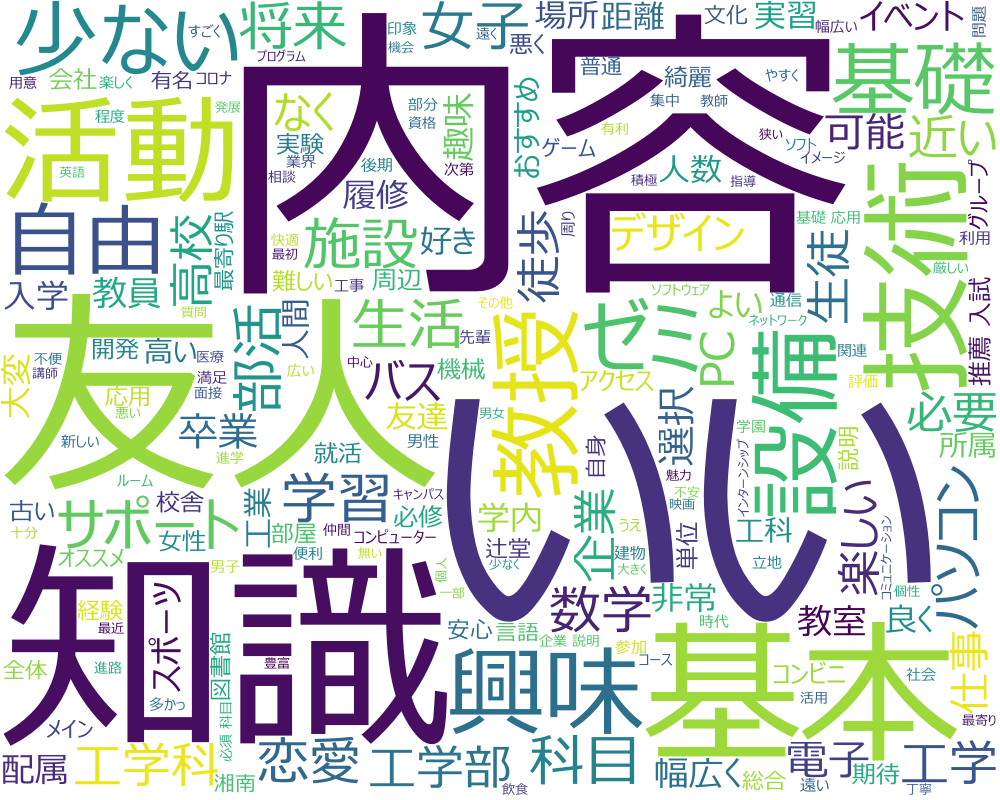 少ない
将来
すごく
印象
機会
遠く
プログラム
女子
悪く
場所
距離
文化
実習
幅広い
イベント
問題
用意
会社
楽しく
有名
コロナ
程度
発展
活動
英語
内容
なく
実験
業界
相談
部分
資格
趣味
次第
後期
履修
おすすめ
普通
綺麗
集中
教師
やすく
有利
ゲーム
人数
積極
指導
狭い
ソフト
イメージ
基礎
可能
近い
技術
グループ
利用
厳しい
自由
高校
最寄り駅
快適
最初
施設
好き
徒歩
周り
デザイン
基礎 応用
生徒
入学
教員
質問
難しい
工事
周辺
ソフトウェア
よい
通信
ネットワーク
関連
推薦
入試
友人
部活
人間
生活
その他
先輩
教授
ゼミ
PC
設備
評価
必要
大変
不便
講師
開発
高い
医療
満足
面接
応用
悪い
中心
広い
バス
機械
友達
男性
アクセス
選択
自身
男女
学園
魅力
不安
映画
インターンシップ
説明
所属
新しい
卒業
進学
就活
ルーム
学習
キャンパス
必修
古い
十分
サポート
校舎
工業
部屋
仲間
コンピューター
便利
無い
個人
少なく
一部
オススメ
女性
男子
学内
辻堂
企業
うえ
建物
大きく
単位
工科
立地
コミュニケーション
楽しい
個性
パソコン
いい
知識
経験
最近
スポーツ
図書館
豊富
安心
言語
企業 説明
数学
参加
非常
時代
教室
良く
全体
進路
多かっ
必須 科目
メイン
興味
コース
基本
コンビニ
活用
社会
仕事
最寄り
配属
工学科
湘南
恋愛
工学部
飲食
科目
幅広く
総合
電子
遠い
期待
工学
丁寧